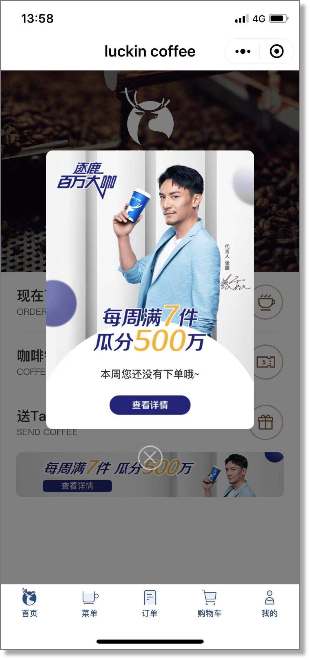 13:58
4G
luckin coffee
逐鹿
百万大咖
代言人 张震
每周满7件
瓜分500万
本周您还没有下单哦~
查看详情
现在
ORDER
咖啡
COFFE
送Ta
SEND COFFEE
每周满7件 瓜分500万
查看详情
首页
菜单
订单
购物车
我的